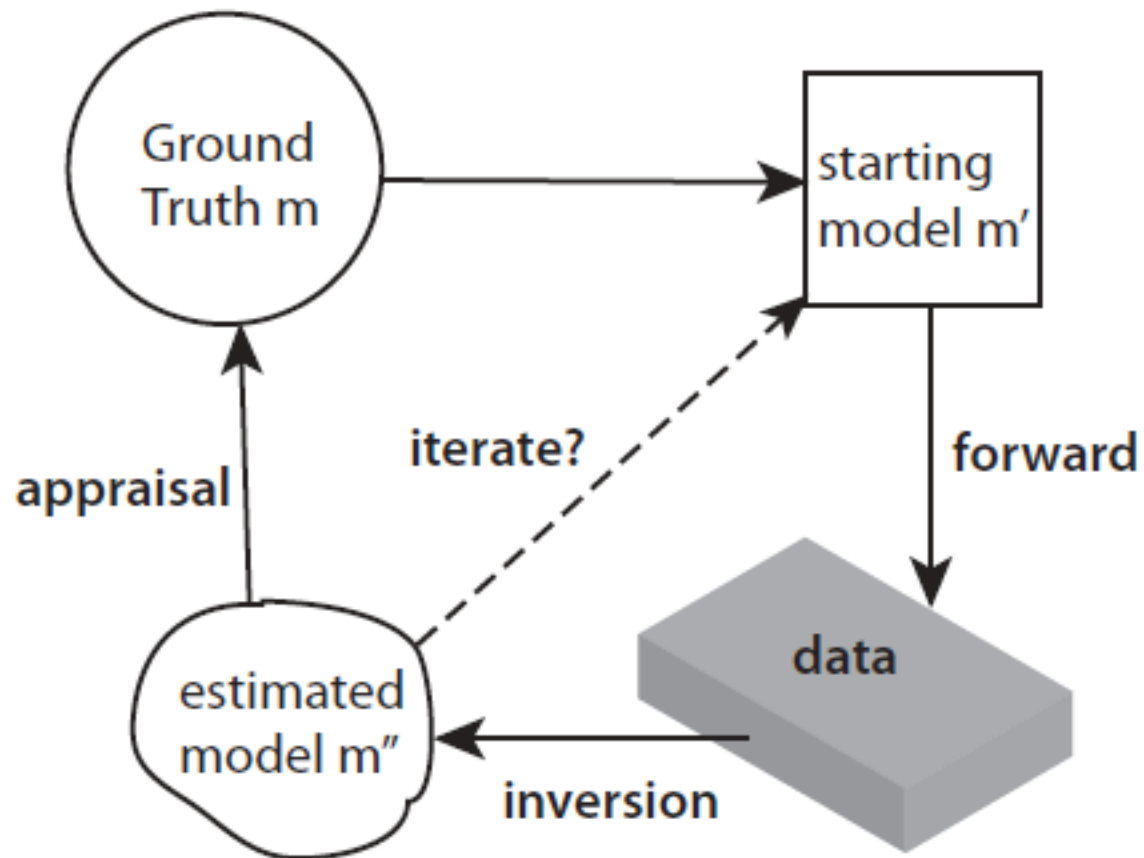 Ground
Truth m
starting
model m′
iterate?
forward
appraisal
data
estimated
model m″
inversion